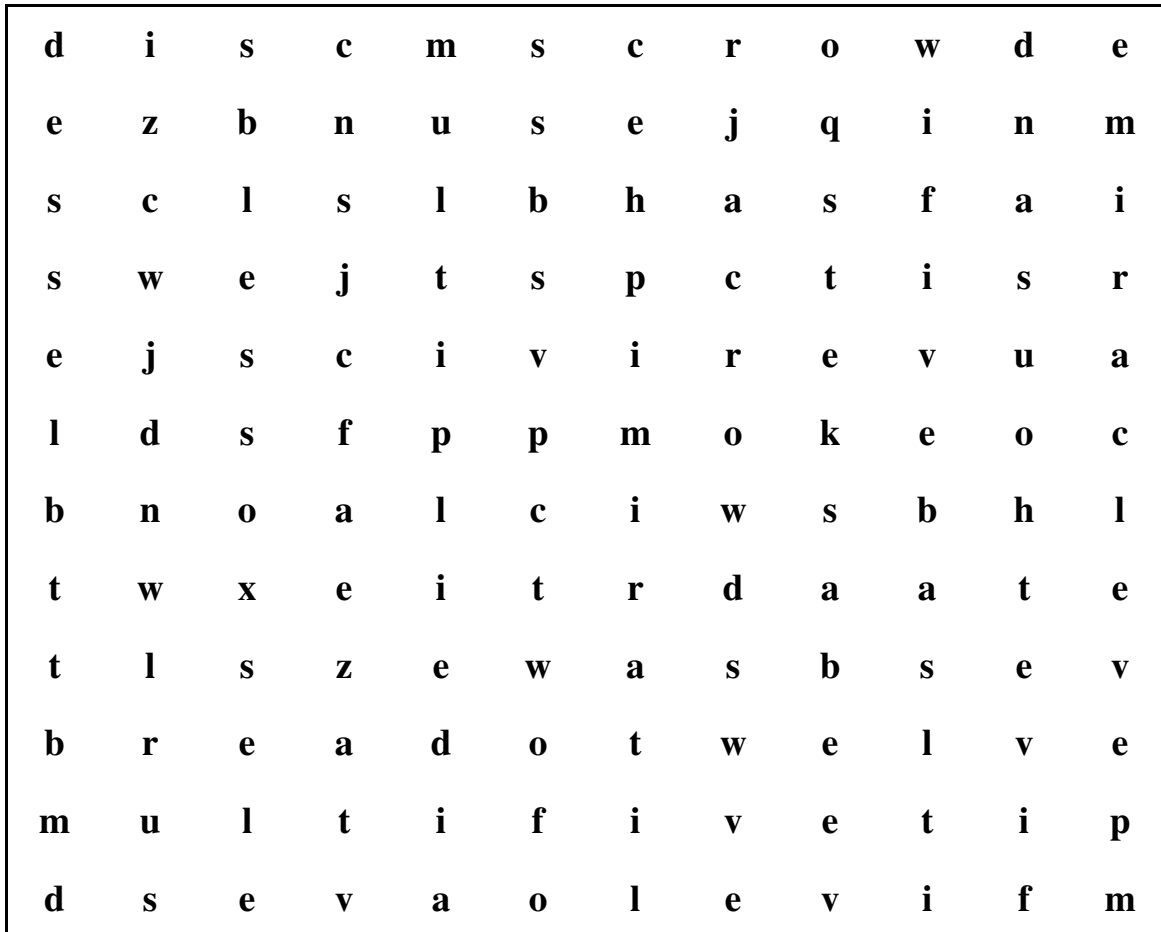 d i s c m s c r o w d e
e z b n u s e j q i n m
s c l s l b h a s f a i
s w e j t s p c t i s r
e j s c i v i r e v u a
l d s f p p m o k e o c
b n o a l c i w s b h l
t w x e i t r d a a t e
t l s z e w a s b s e v
b r e a d o t w e l v e
m u l t i f i v e t i p
d s e v a o l e v i f m